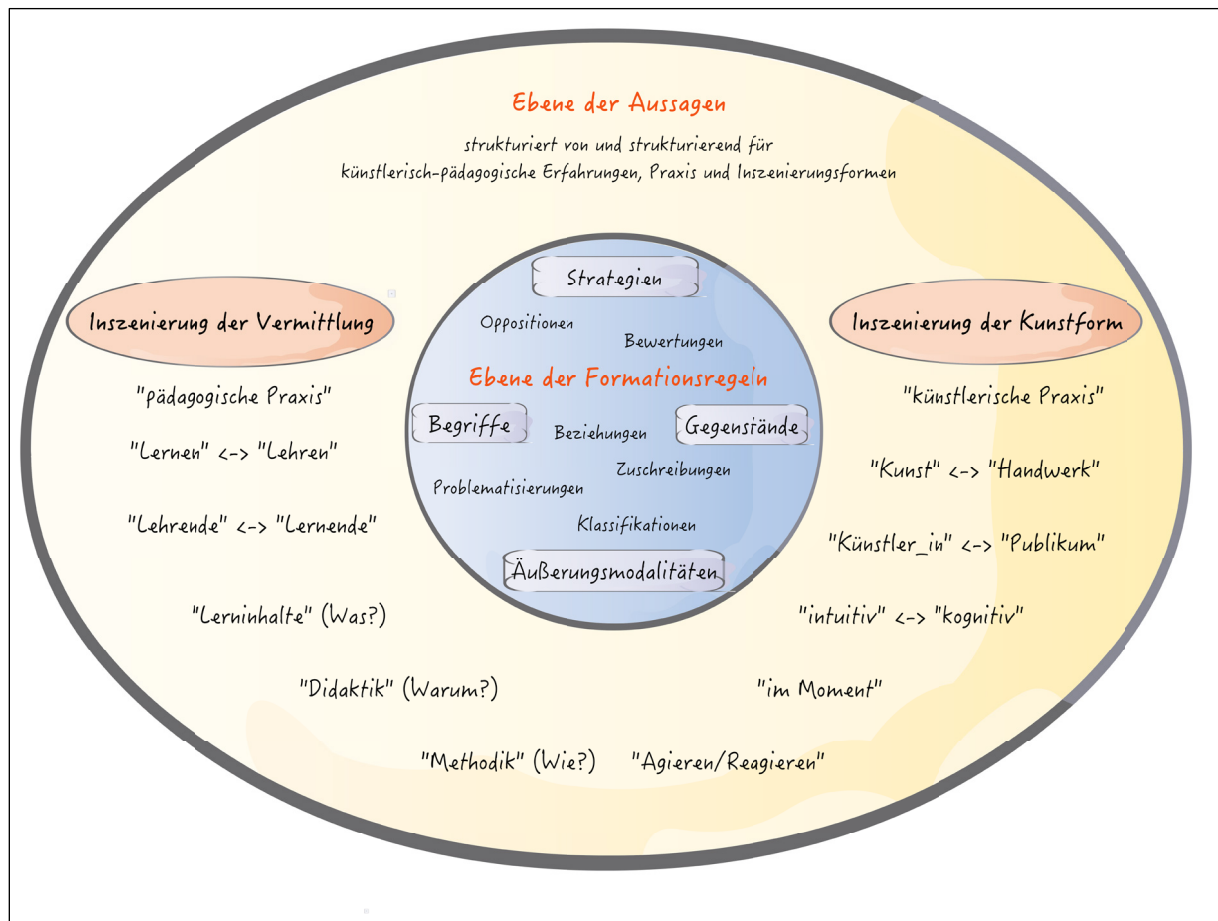 Ebene der Aussagen
strukturiert von und strukturierend für
künstlerisch-pädagogische Erfahrungen, Praxis und Inszenierungsformen
Inszenierung der Vermittlung
"pädagogische Praxis"
"Lernen" <-> "Lehren"
"Lehrende" <-> "Lernende"
"Lerninhalte" (Was?)
"Didaktik" (Warum?)
"Methodik" (Wie?)
Strategien
Oppositionen
Bewertungen
Ebene der Formationsregeln
Begriffe
Beziehungen
Gegenstände
Zuschreibungen
Problematisierungen
Klassifikationen
Äußerungsmodalitäten
Inszenierung der Kunstform
"künstlerische Praxis"
"Kunst" <-> "Handwerk"
"Künstler_in" <-> "Publikum"
"intuitiv" <-> "kognitiv"
"im Moment"
"Agieren/Reagieren"